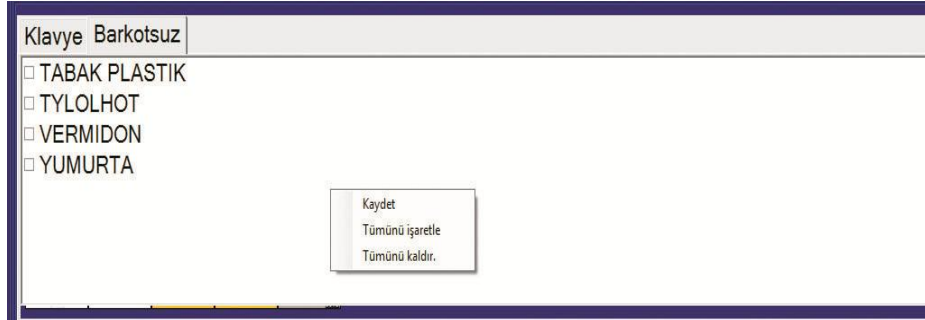 Klavye Barkotsuz
TABAK PLASTIK
TYLOLHOT
VERMIDON
YUMURTA
Kaydet
Tümünü işaretle
Tümünü kaldır.